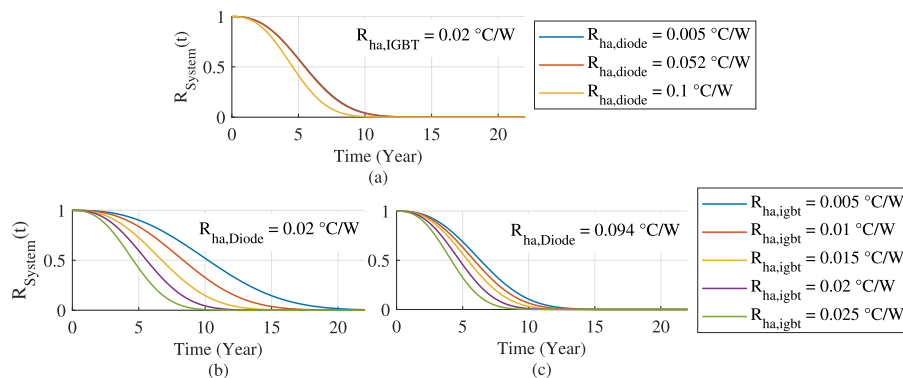 R_System(t)
1
0.5
0
R_ha,IGBT = 0.02 °C/W
0 5 10 15 20
Time (Year)
(a)
R_ha,diode = 0.005 °C/W
R_ha,diode = 0.052 °C/W
R_ha,diode = 0.1 °C/W
R_System(t)
1
0.5
0
R_ha,Diode = 0.02 °C/W
0 5 10 15 20
Time (Year)
(b)
1
0.5
0
R_ha,Diode = 0.094 °C/W
0 5 10 15 20
Time (Year)
(c)
R_ha,igbt = 0.005 °C/W
R_ha,igbt = 0.01 °C/W
R_ha,igbt = 0.015 °C/W
R_ha,igbt = 0.02 °C/W
R_ha,igbt = 0.025 °C/W